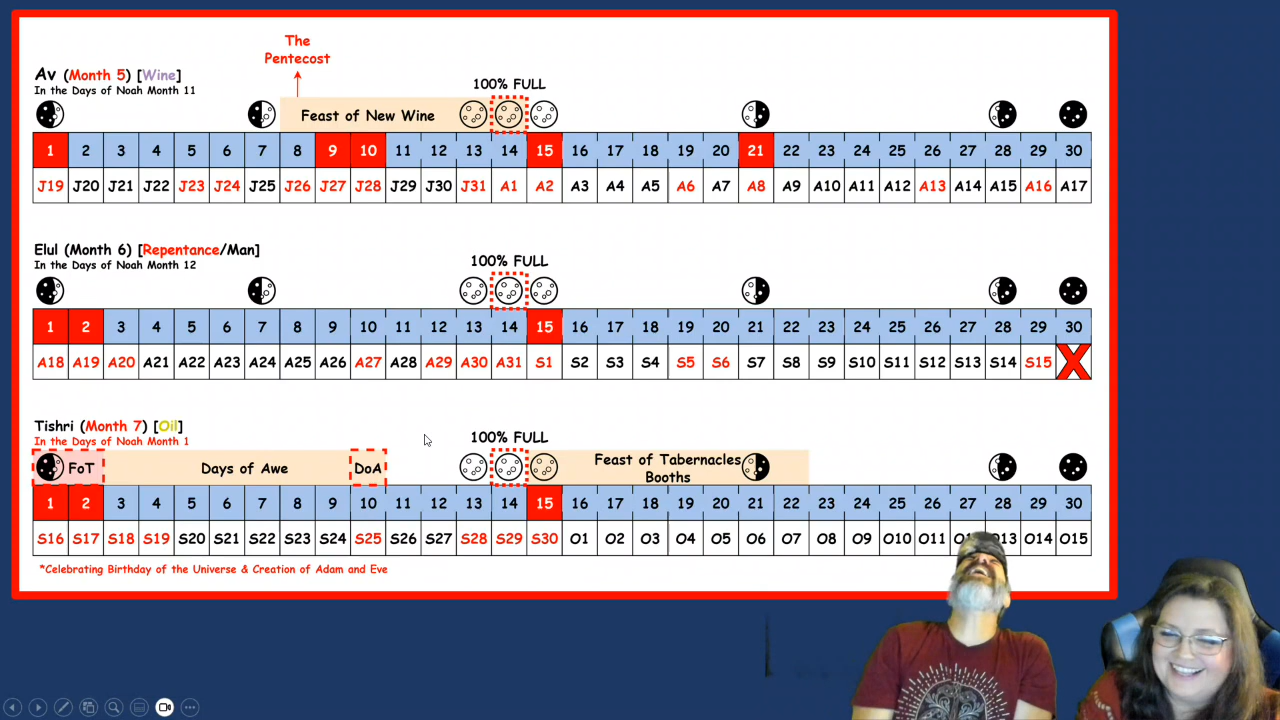 The
Pentecost
Av (Month 5) [Wine]
100% FULL
In the Days of Noah Month 11
Feast of New Wine
1 2 3 4 5 6 7 8 9 10 11 12 13 14 15 16 17 18 19 20 21 22 23 24 25 26 27 28 29 30
J19 J20 J21 J22 J23 J24 J25 J26 J27 J28 J29 J30 J31 A1 A2 A3 A4 A5 A6 A7 A8 A9 A10 A11 A12 A13 A14 A15 A16 A17
Elul (Month 6) [Repentance/Man]
100% FULL
In the Days of Noah Month 12
1 2 3 4 5 6 7 8 9 10 11 12 13 14 15 16 17 18 19 20 21 22 23 24 25 26 27 28 29 30
A18 A19 A20 A21 A22 A23 A24 A25 A26 A27 A28 A29 A30 A31 S1 S2 S3 S4 S5 S6 S7 S8 S9 S10 S11 S12 S13 S14 S15 X
Tishri (Month 7) [Oil]
100% FULL
In the Days of Noah Month 1
FoT Days of Awe DoA Feast of Tabernacles
Booths
1 2 3 4 5 6 7 8 9 10 11 12 13 14 15 16 17 18 19 20 21 22 23 24 25 26 27 28 29 30
S16 S17 S18 S19 S20 S21 S22 S23 S24 S25 S26 S27 S28 S29 S30 O1 O2 O3 O4 O5 O6 O7 O8 O9 O10 O11 O13 O14 O15
*Celebrating Birthday of the Universe & Creation of Adam and Eve